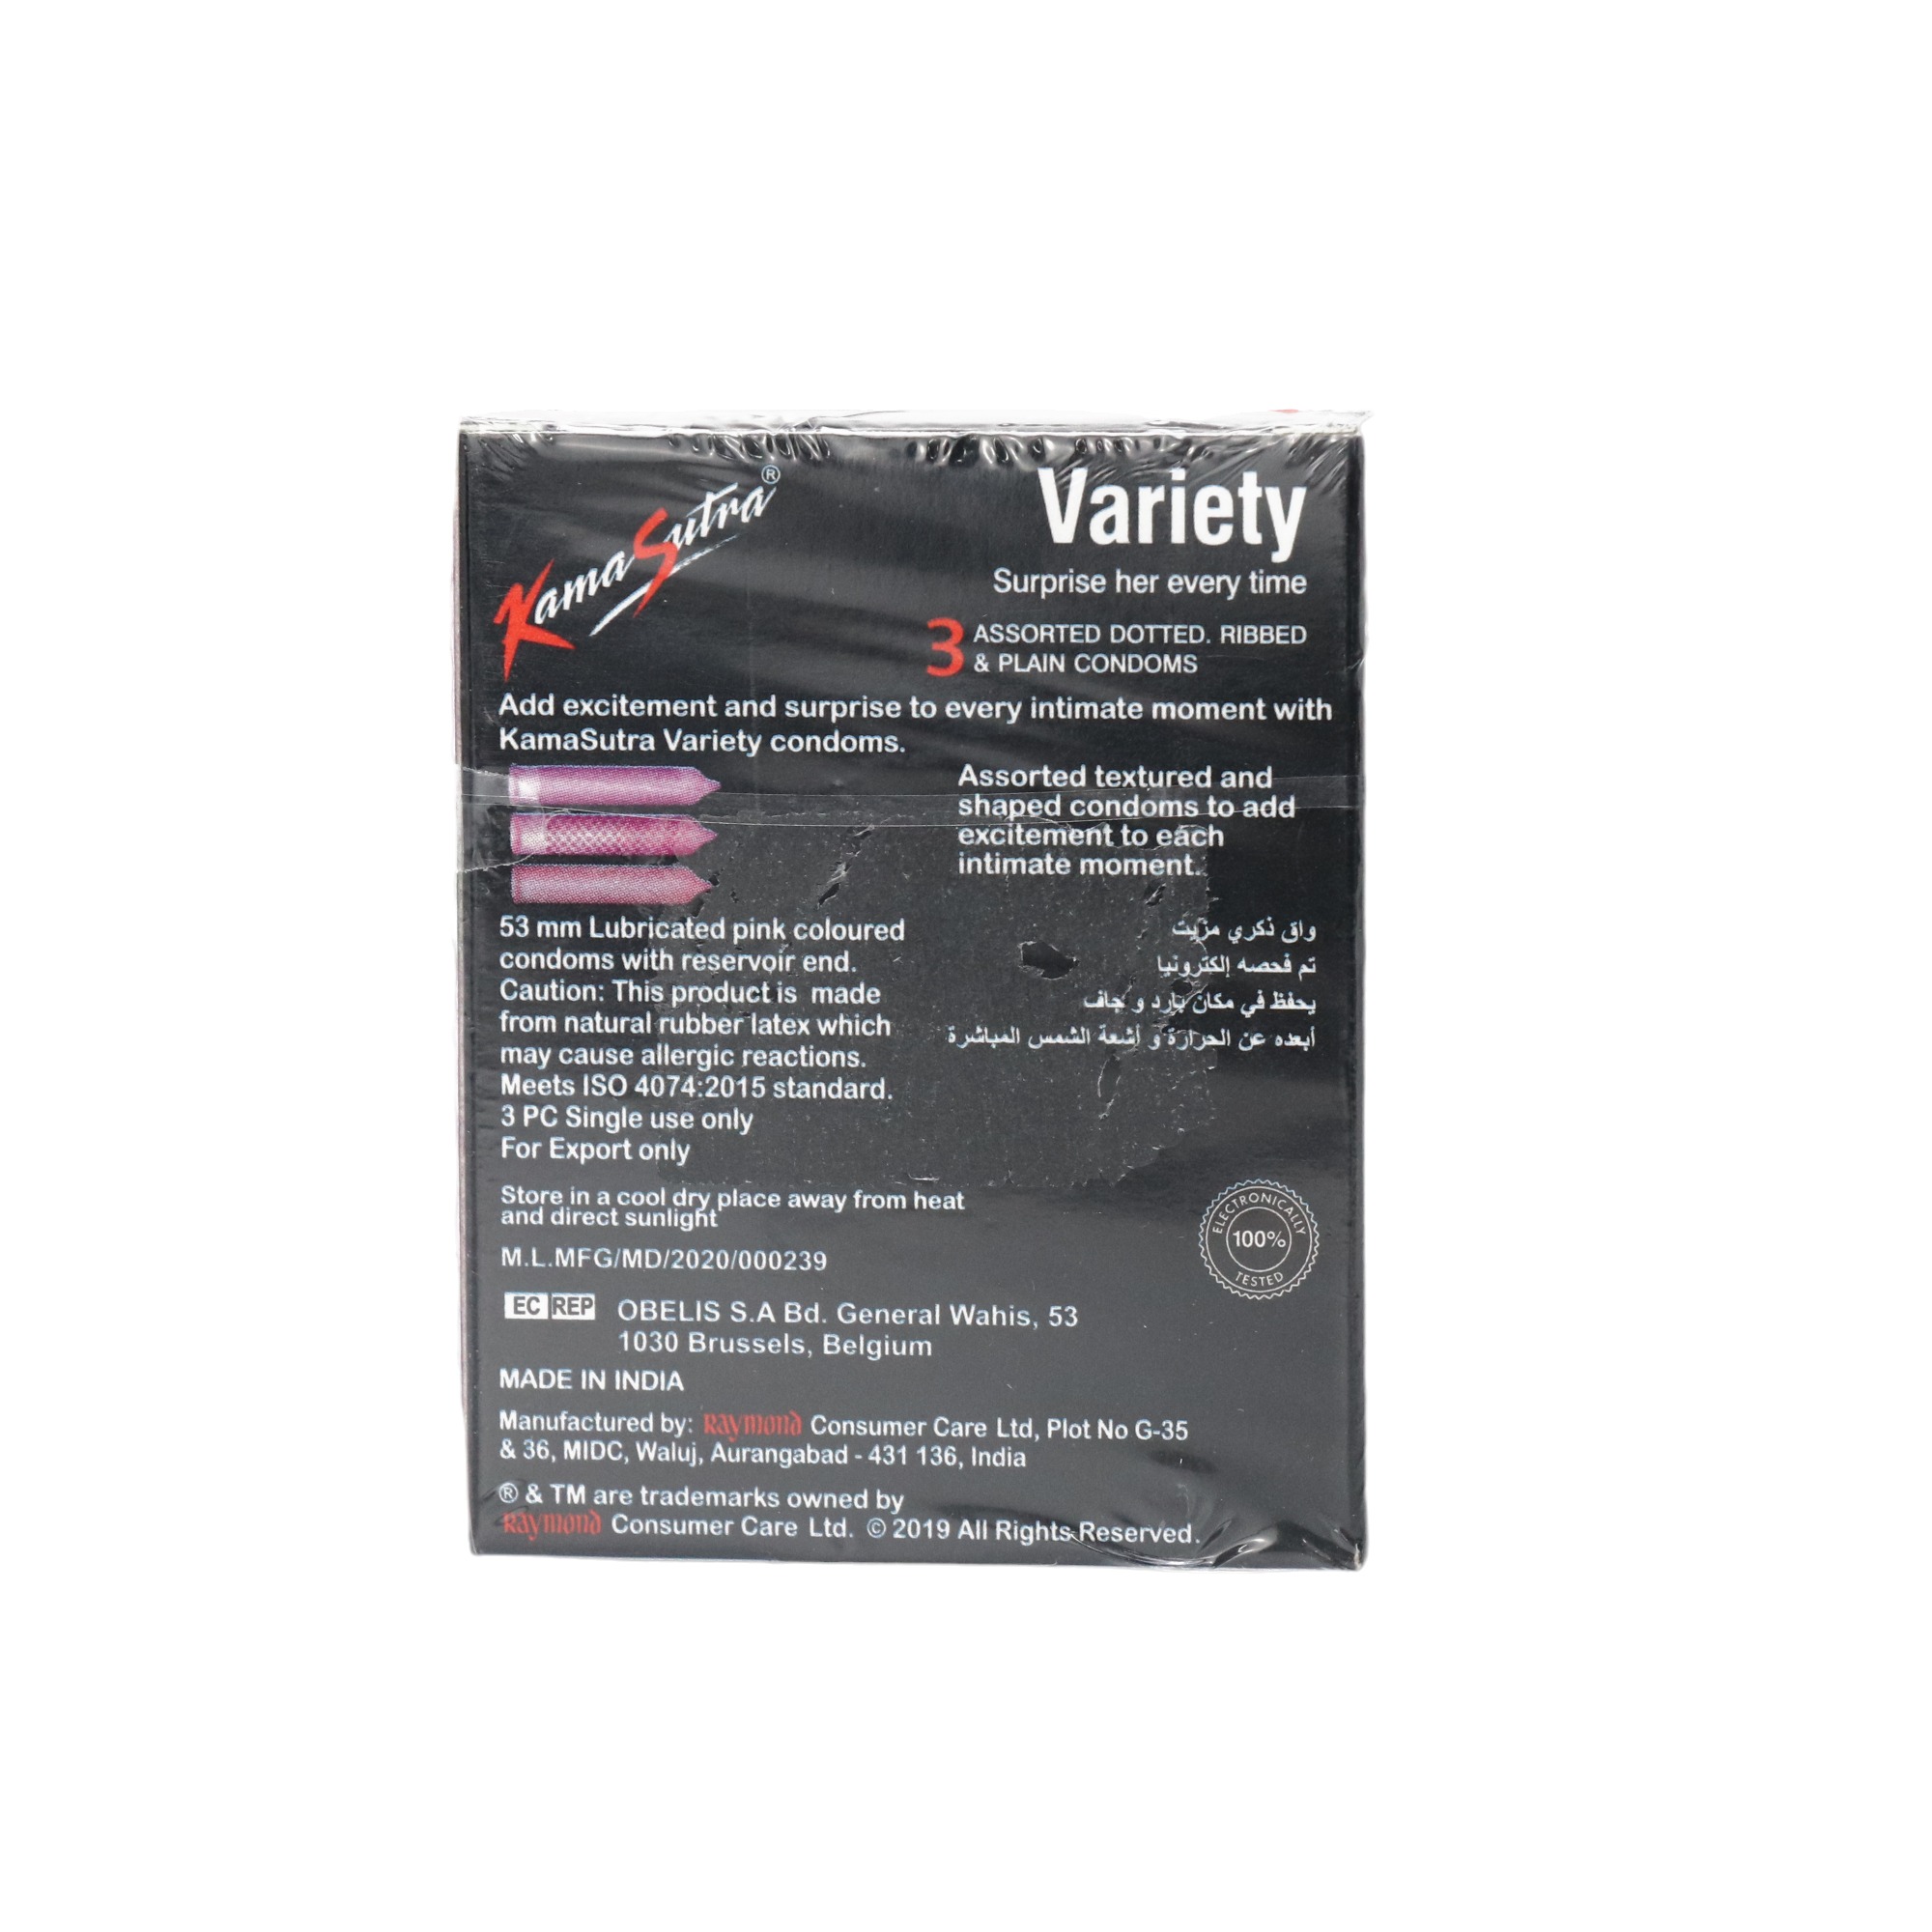 KamaSutra®
Variety
Surprise her every time
3 ASSORTED DOTTED. RIBBED
& PLAIN CONDOMS
Add excitement and surprise to every intimate moment with
KamaSutra Variety condoms.
Assorted textured and
shaped condoms to add
excitement to each
intimate moment.
53 mm Lubricated pink coloured
condoms with reservoir end.
Caution: This product is made
from natural rubber latex which
may cause allergic reactions.
Meets ISO 4074:2015 standard.
3 PC Single use only
For Export only
واق ذكري مزيت
تم فحصه إلكترونيا
يحفظ في مكان بارد و جاف
أبعده عن الحرارة و أشعة الشمس المباشرة
Store in a cool dry place away from heat
and direct sunlight
ELECTRONICALLY
100%
TESTED
M.L.MFG/MD/2020/000239
EC REP OBELIS S.A Bd. General Wahis, 53
1030 Brussels, Belgium
MADE IN INDIA
Manufactured by: Raymond Consumer Care Ltd, Plot No G-35
& 36, MIDC, Waluj, Aurangabad - 431 136, India
® & TM are trademarks owned by
Raymond Consumer Care Ltd. © 2019 All Rights Reserved.